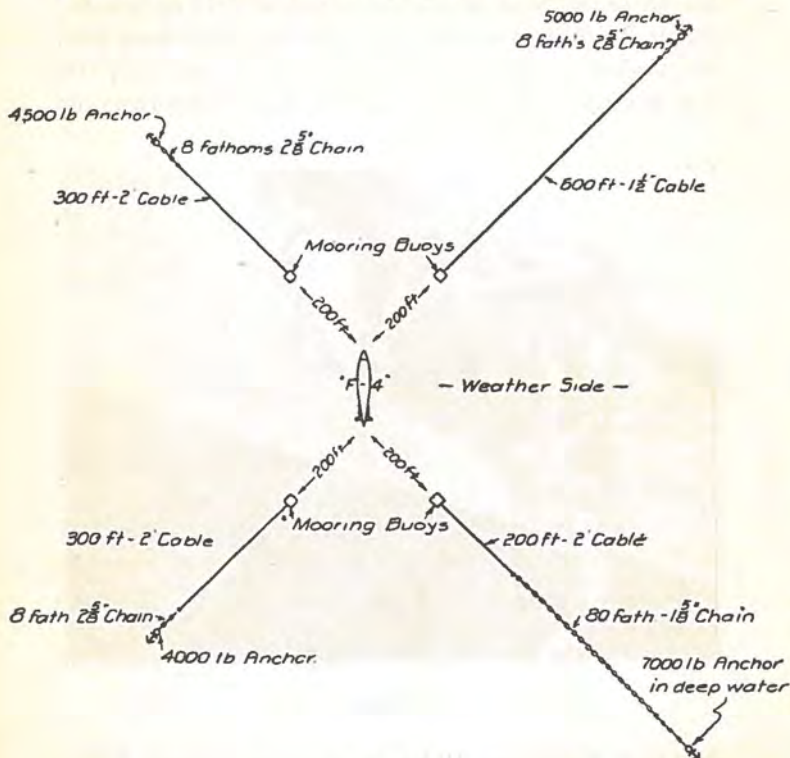 5000 lb Anchor
8 Fath's 2⅝" Chain
4500 lb Anchor
8 Fathoms 2⅝" Chain
300 ft-2" Cable
600 ft-1½" Cable
Mooring Buoys
200 ft
200 ft
"F-4"
- Weather Side -
200 ft
200 ft
300 ft-2" Cable
Mooring Buoys
200 ft-2" Cable
8 Fath 2⅝" Chain
80 Fath.-1⅝" Chain
4000 lb Anchor.
7000 lb Anchor
in deep water